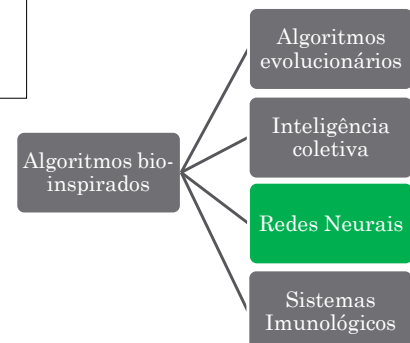 Algoritmos
evolucionários
Inteligência
coletiva
Algoritmos bio-
inspirados
Redes Neurais
Sistemas
Imunológicos